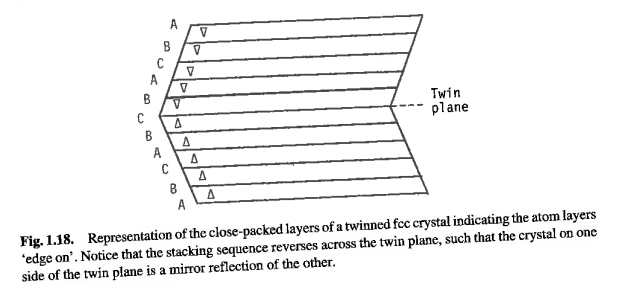 A
B
C
A
B
C
B
A
C
B
A
Twin
plane
Fig. 1.18. Representation of the close-packed layers of a twinned fcc crystal indicating the atom layers
‘edge on’. Notice that the stacking sequence reverses across the twin plane, such that the crystal on one
side of the twin plane is a mirror reflection of the other.